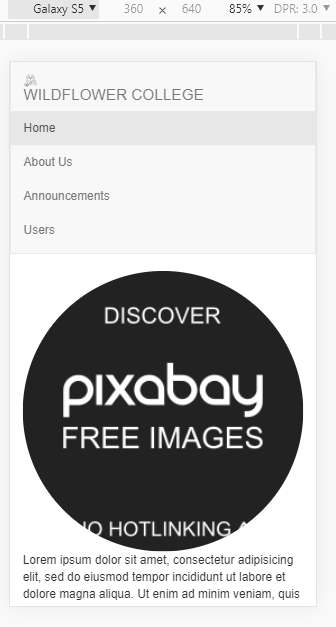 Galaxy S5 ▼ 360 × 640 85% ▼ DPR: 3.0 ▼
WILDFLOWER COLLEGE
Home
About Us
Announcements
Users
DISCOVER
pixabay
FREE IMAGES
NO HOTLINKING
Lorem ipsum dolor sit amet, consectetur adipisicing
elit, sed do eiusmod tempor incididunt ut labore et
dolore magna aliqua. Ut enim ad minim veniam, quis